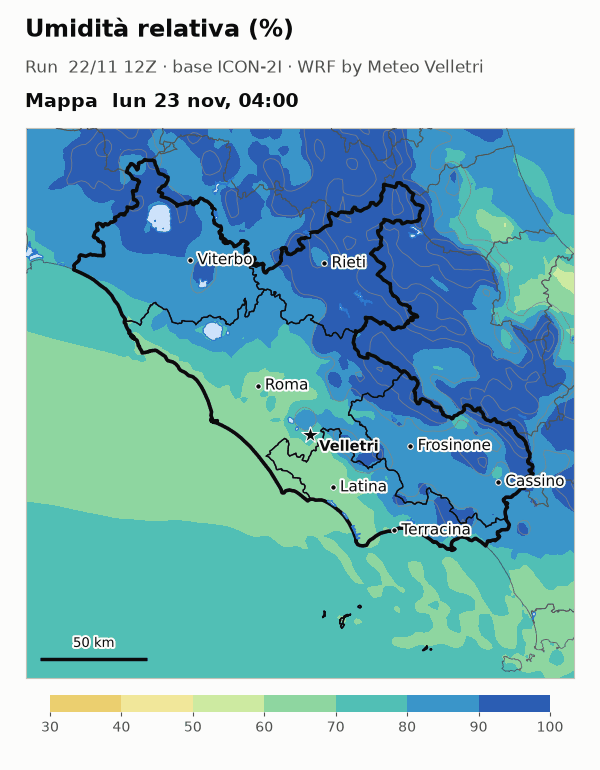 Umidità relativa (%)
Run  22/11 12Z · base ICON-2I · WRF by Meteo Velletri
Mappa  lun 23 nov, 04:00
Viterbo
Rieti
Roma
Velletri
Frosinone
Cassino
Latina
Terracina
50 km
30 40 50 60 70 80 90 100